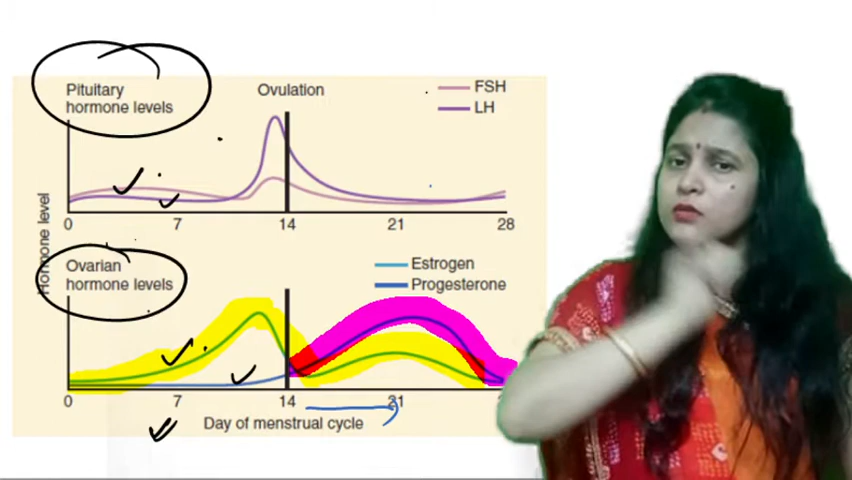 Pituitary
hormone levels
Ovulation
FSH
LH
Hormone level
0 7 14 21 28
Ovarian
hormone levels
Estrogen
Progesterone
0 7 14 21
Day of menstrual cycle